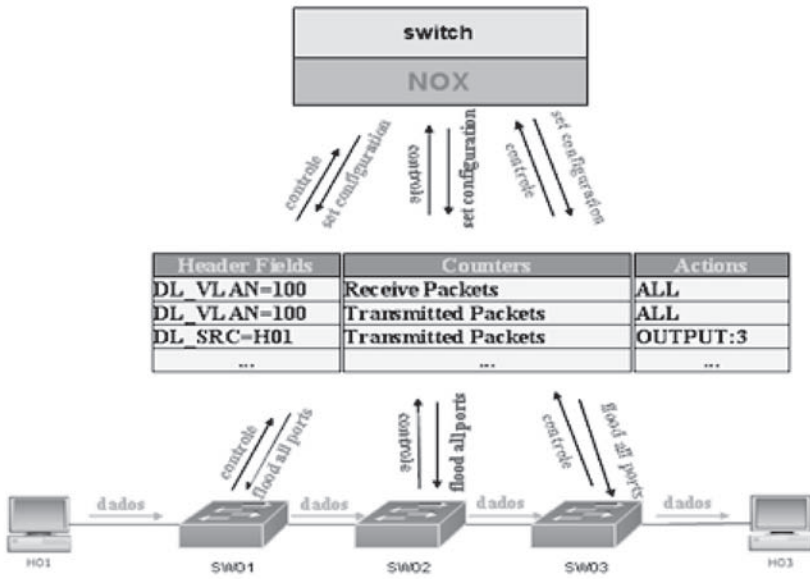 switch
NOX
controle
set configuration
controle
set configuration
controle
set configuration
Header Fields Counters Actions
DL_VLAN=100 Receive Packets ALL
DL_VLAN=100 Transmitted Packets ALL
DL_SRC=H01 Transmitted Packets OUTPUT:3
... ... ...
controle
flood all ports
controle
flood all ports
controle
flood all ports
dados dados dados dados
H01 SW01 SW02 SW03 H03